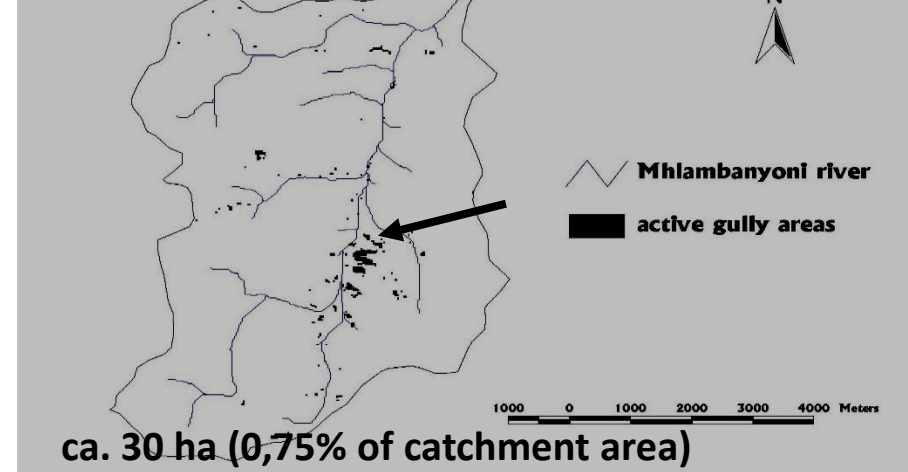 N
Mhlambanyoni river
active gully areas
1000 0 1000 2000 3000 4000 Meters
ca. 30 ha (0,75% of catchment area)